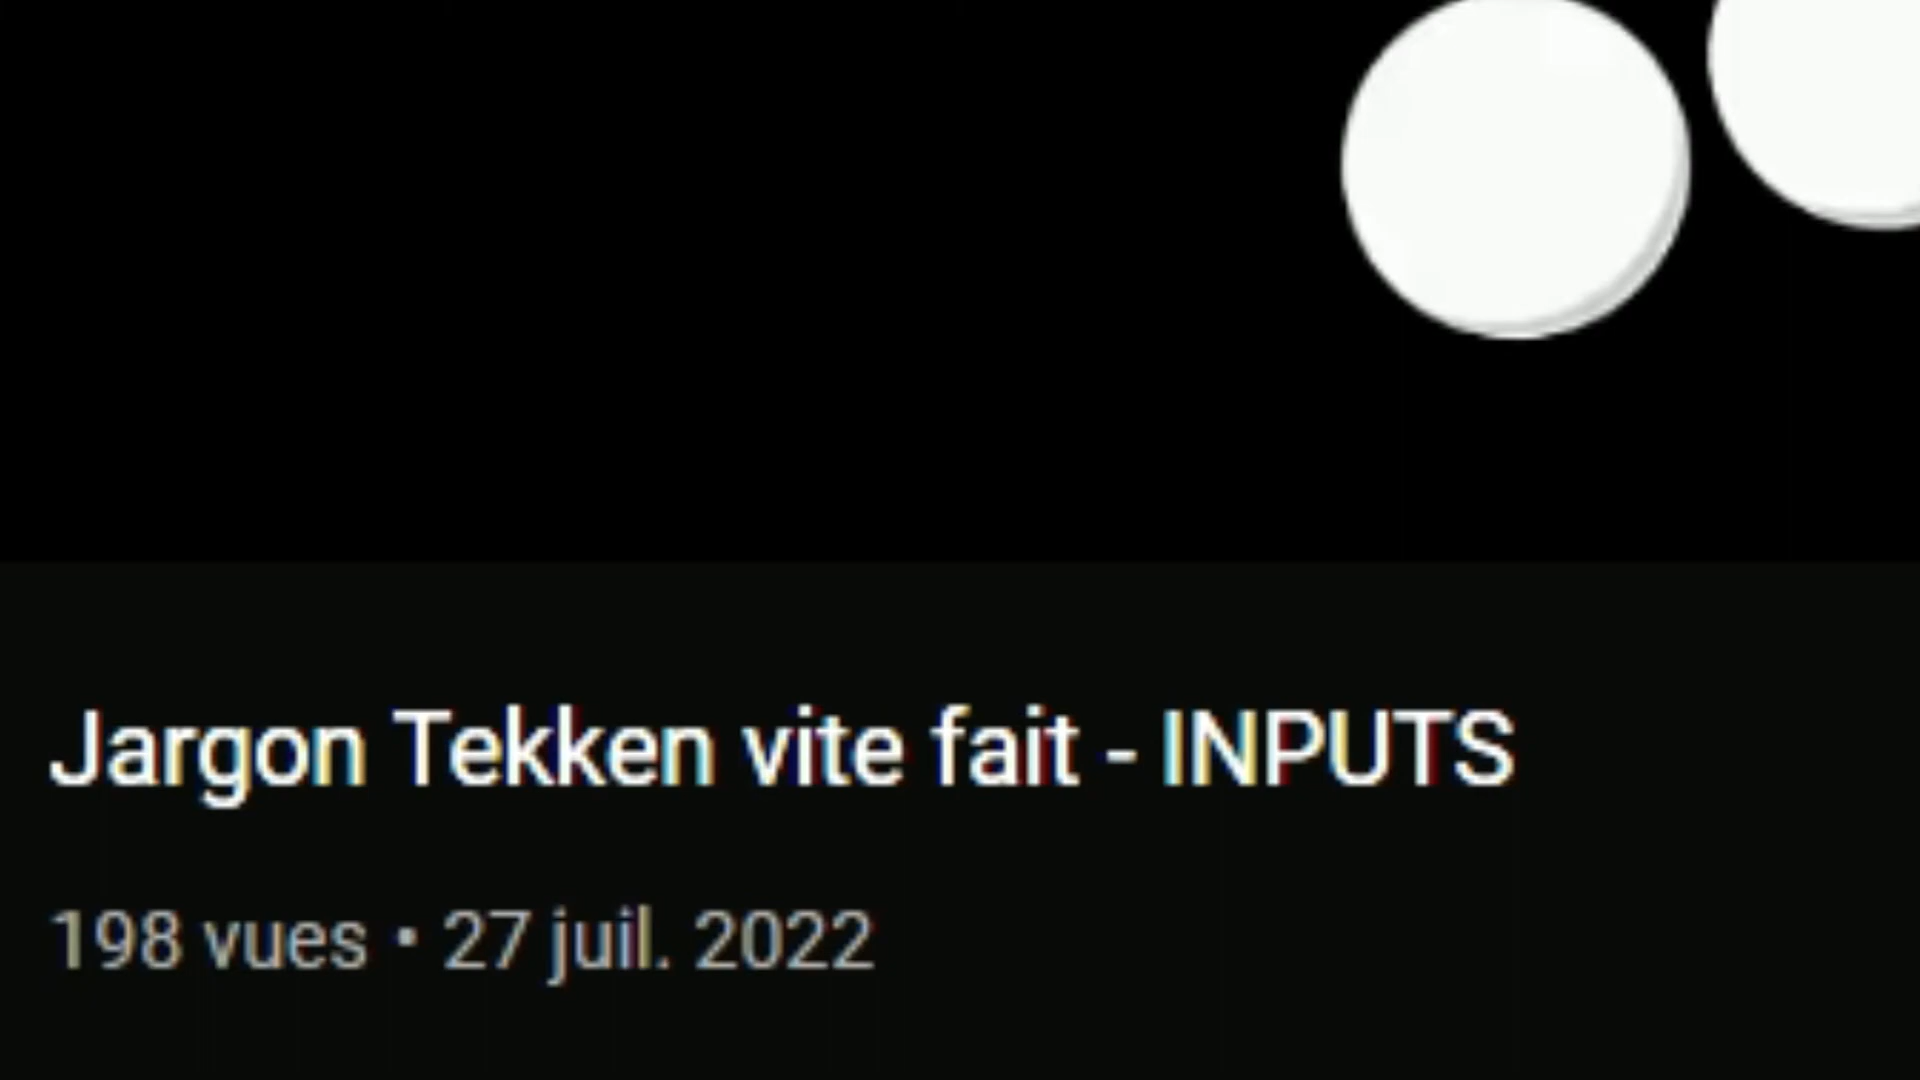 Jargon Tekken vite fait - INPUTS
198 vues • 27 juil. 2022